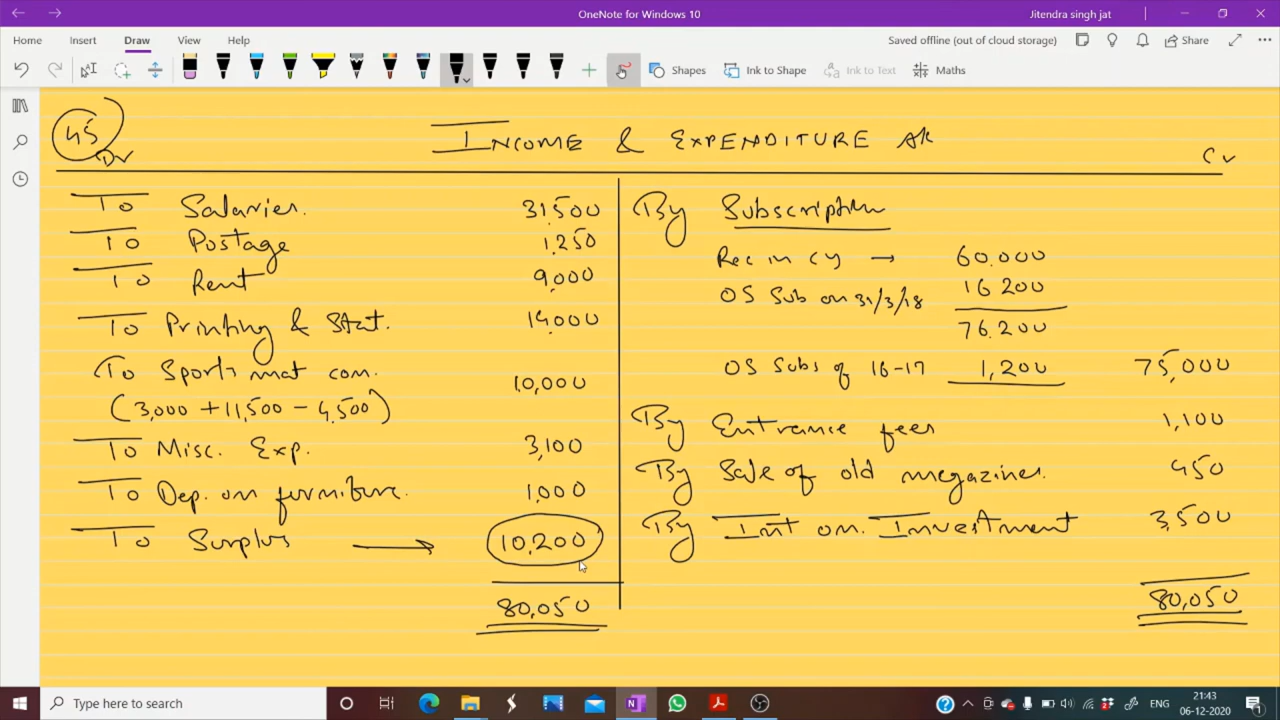 OneNote for Windows 10
Jitendra singh jat
Home Insert Draw View Help
Saved offline (out of cloud storage)
Share
Shapes
Ink to Shape
Ink to Text
Maths
45
INCOME & EXPENDITURE A/c
Dr
Cr
To Salaries. 31,500
To Postage 1,250
To Rent 9,000
To Printing & Stat. 14,000
To Sports mat con. 10,000
(3,000 + 11,500 - 4,500)
To Misc. Exp. 3,100
To Dep. on furniture. 1,000
To Surplus → 10,200
80,050
By Subscription
Rec in cy → 60,000
OS Sub on 31/3/18 16200
76,200
OS Subs of 16-17 1,200 75,000
By Entrance fees 1,100
By Sale of old megazines. 450
By Int on. Investment 3,500
80,050
Type here to search
ENG
21:43
06-12-2020